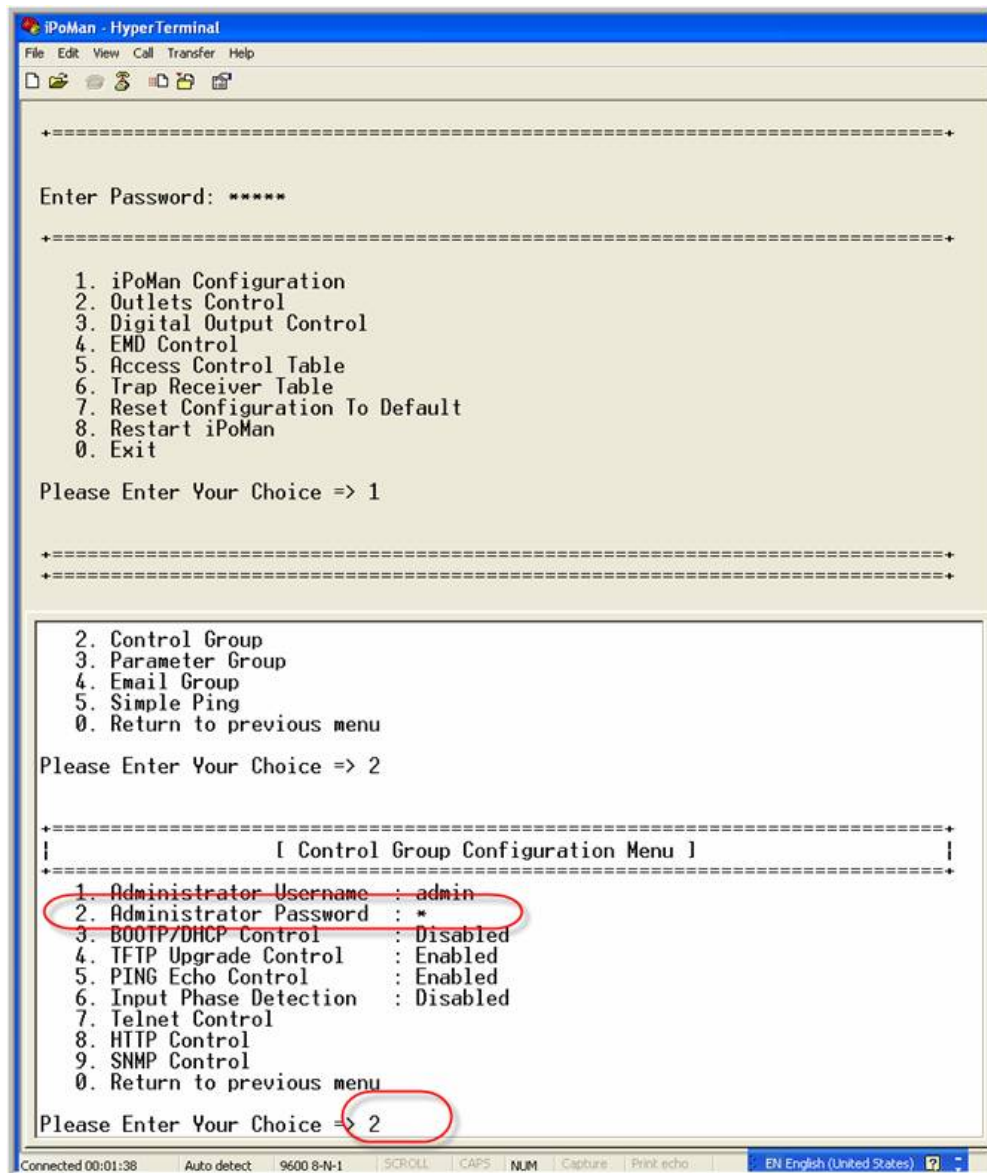 iPoMan - HyperTerminal
File Edit View Call Transfer Help
+============================================================================+
Enter Password: *****
+============================================================================+
1. iPoMan Configuration
2. Outlets Control
3. Digital Output Control
4. EMD Control
5. Access Control Table
6. Trap Receiver Table
7. Reset Configuration To Default
8. Restart iPoMan
0. Exit
Please Enter Your Choice => 1
+============================================================================+
+============================================================================+
2. Control Group
3. Parameter Group
4. Email Group
5. Simple Ping
0. Return to previous menu
Please Enter Your Choice => 2
+============================================================================+
| [ Control Group Configuration Menu ] |
+============================================================================+
1. Administrator Username : admin
2. Administrator Password : *
3. BOOTP/DHCP Control : Disabled
4. TFTP Upgrade Control : Enabled
5. PING Echo Control : Enabled
6. Input Phase Detection : Disabled
7. Telnet Control
8. HTTP Control
9. SNMP Control
0. Return to previous menu
Please Enter Your Choice => 2
Connected 00:01:38 Auto detect 9600 8-N-1 SCROLL CAPS NUM Capture Print echo EN English (United States) ?